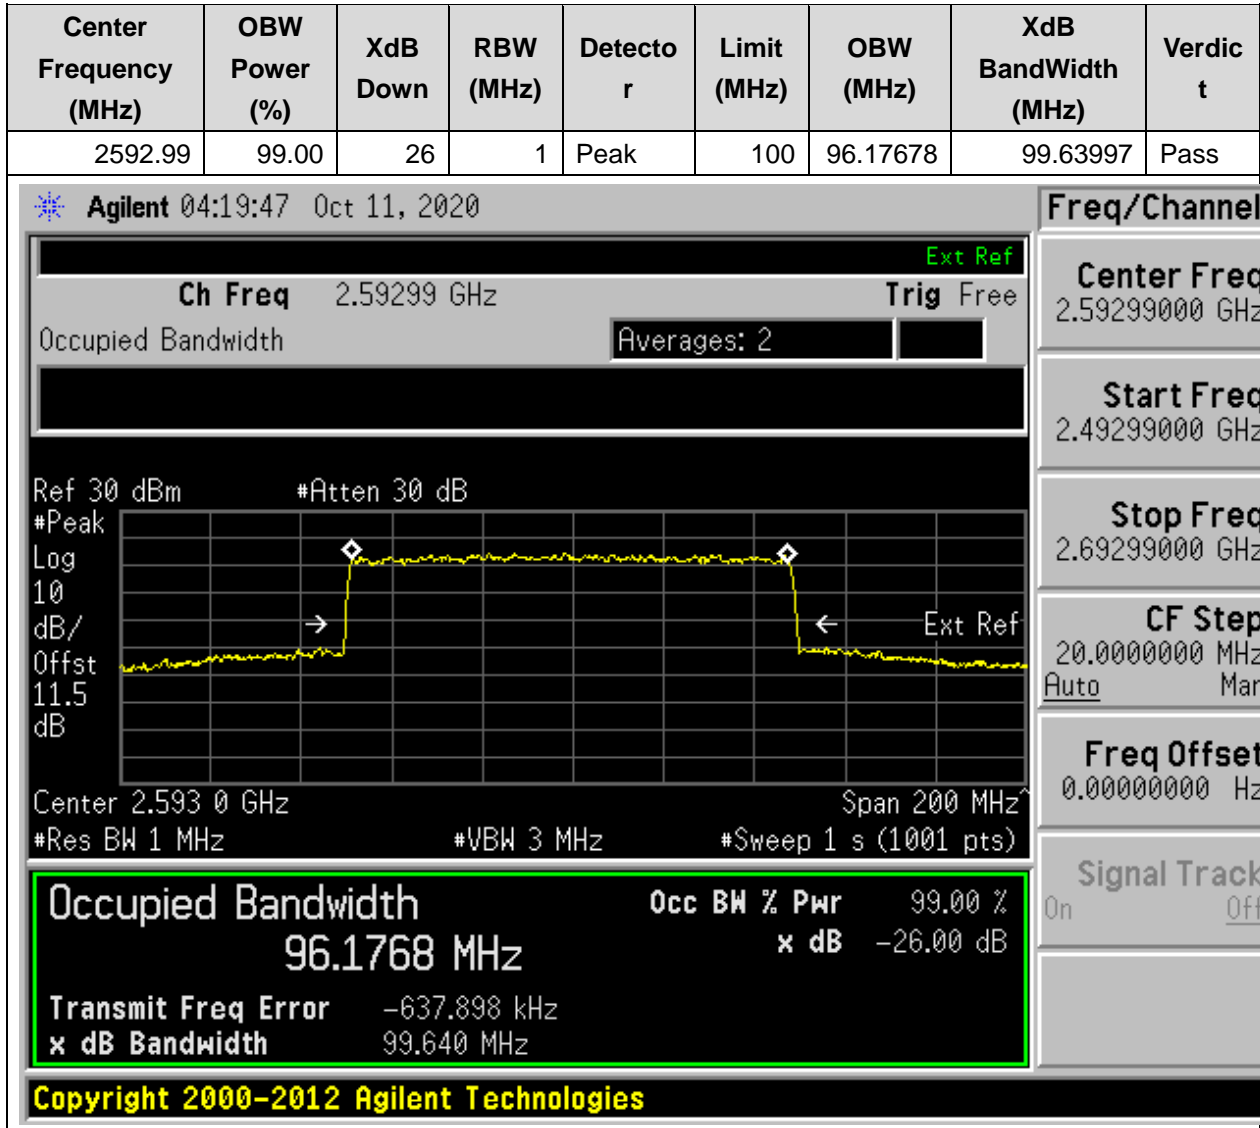 Center Frequency (MHz) OBW Power (%) XdB Down RBW (MHz) Detecto r Limit (MHz) OBW (MHz) XdB BandWidth (MHz) Verdic t
2592.99 99.00 26 1 Peak 100 96.17678 99.63997 Pass
Agilent 04:19:47 Oct 11, 2020
Freq/Channel
Ext Ref
Ch Freq 2.59299 GHz Trig Free
Occupied Bandwidth Averages: 2
Center Freq
2.59299000 GHz
Start Freq
2.49299000 GHz
Stop Freq
2.69299000 GHz
CF Step
20.0000000 MHz
Auto Man
Freq Offset
0.00000000 Hz
Signal Track
On Off
Ref 30 dBm #Atten 30 dB
#Peak
Log
10
dB/
Offst
11.5
dB
Ext Ref
Center 2.593 0 GHz Span 200 MHz^
#Res BW 1 MHz #VBW 3 MHz #Sweep 1 s (1001 pts)
Occupied Bandwidth Occ BW % Pwr 99.00 %
96.1768 MHz x dB -26.00 dB
Transmit Freq Error -637.898 kHz
x dB Bandwidth 99.640 MHz
Copyright 2000-2012 Agilent Technologies